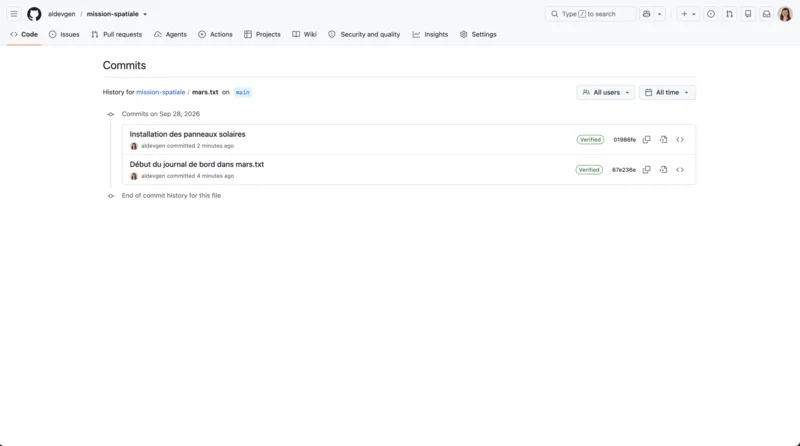 aldevgen / mission-spatiale
Type / to search
Code Issues Pull requests Agents Actions Projects Wiki Security and quality Insights Settings
Commits
History for mission-spatiale / mars.txt on main
All users All time
Commits on Sep 28, 2026
Installation des panneaux solaires
aldevgen committed 2 minutes ago
Verified 01986fe
Début du journal de bord dans mars.txt
aldevgen committed 4 minutes ago
Verified 67e236e
End of commit history for this file